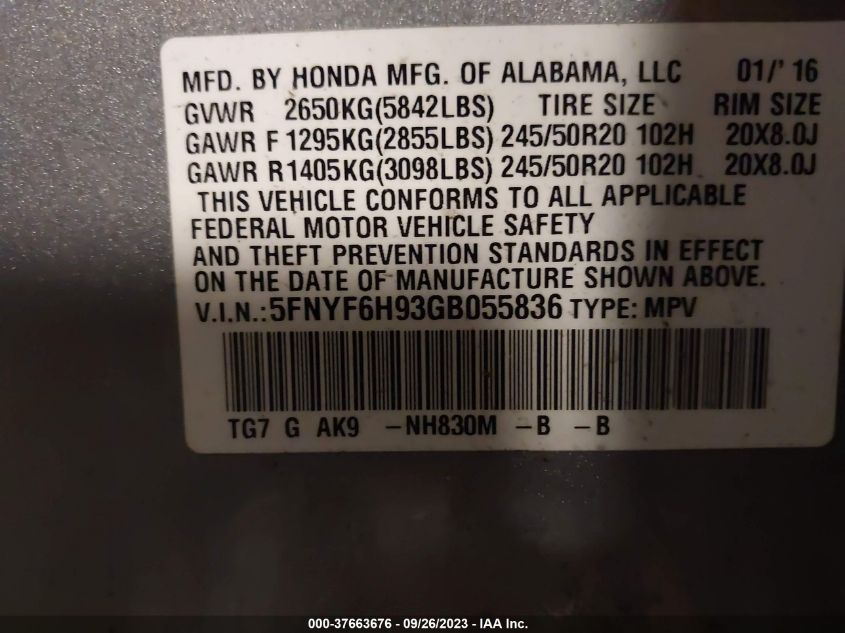 MFD. BY HONDA MFG. OF ALABAMA, LLC 01/'16
GVWR 2650KG(5842LBS) TIRE SIZE RIM SIZE
GAWR F 1295KG(2855LBS) 245/50R20 102H 20X8.0J
GAWR R1405KG(3098LBS) 245/50R20 102H 20X8.0J
THIS VEHICLE CONFORMS TO ALL APPLICABLE
FEDERAL MOTOR VEHICLE SAFETY
AND THEFT PREVENTION STANDARDS IN EFFECT
ON THE DATE OF MANUFACTURE SHOWN ABOVE.
V.I.N.:5FNYF6H93GB055836 TYPE: MPV
TG7 G AK9 -NH830M -B -B
000-37663676 - 09/26/2023 - IAA Inc.